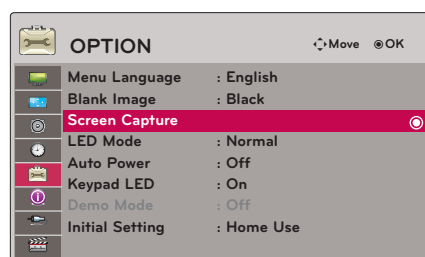 OPTION Move OK
Menu Language : English
Blank Image : Black
Screen Capture
LED Mode : Normal
Auto Power : Off
Keypad LED : On
Demo Mode : Off
Initial Setting : Home Use